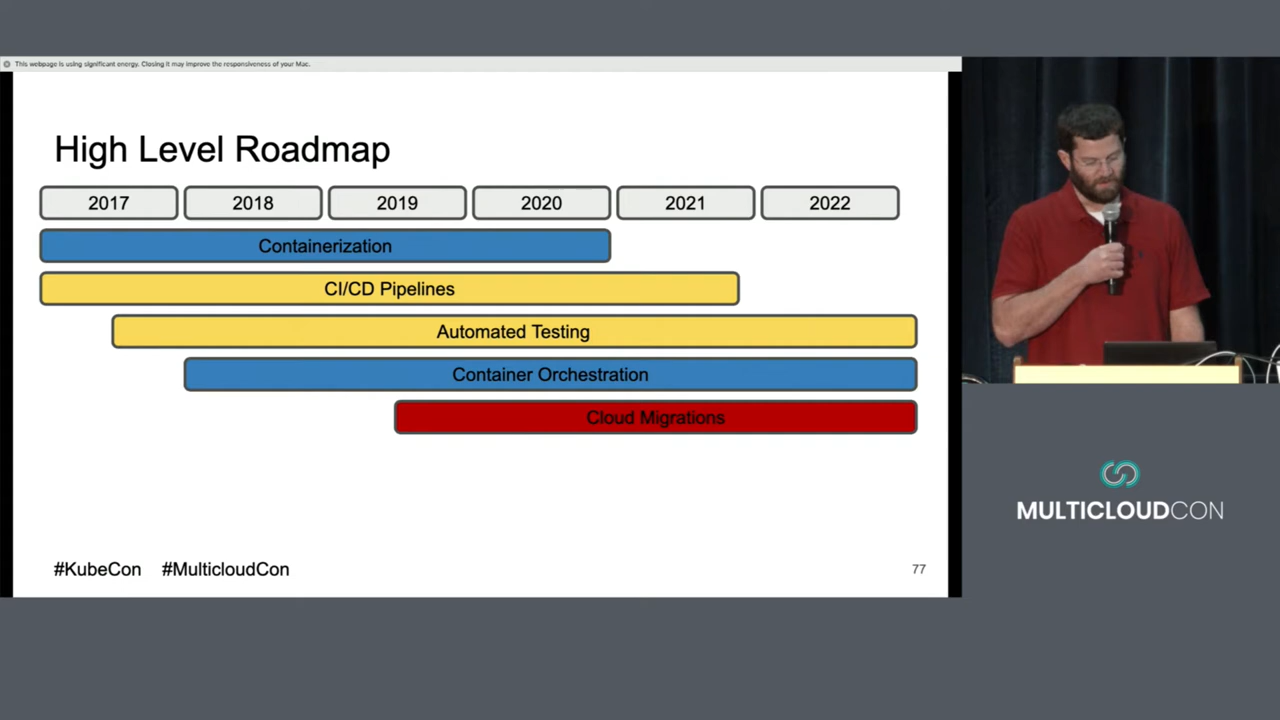 This webpage is using significant energy. Closing it may improve the responsiveness of your Mac.
High Level Roadmap
2017 2018 2019 2020 2021 2022
Containerization
CI/CD Pipelines
Automated Testing
Container Orchestration
Cloud Migrations
#KubeCon #MulticloudCon
77
MULTICLOUDCON